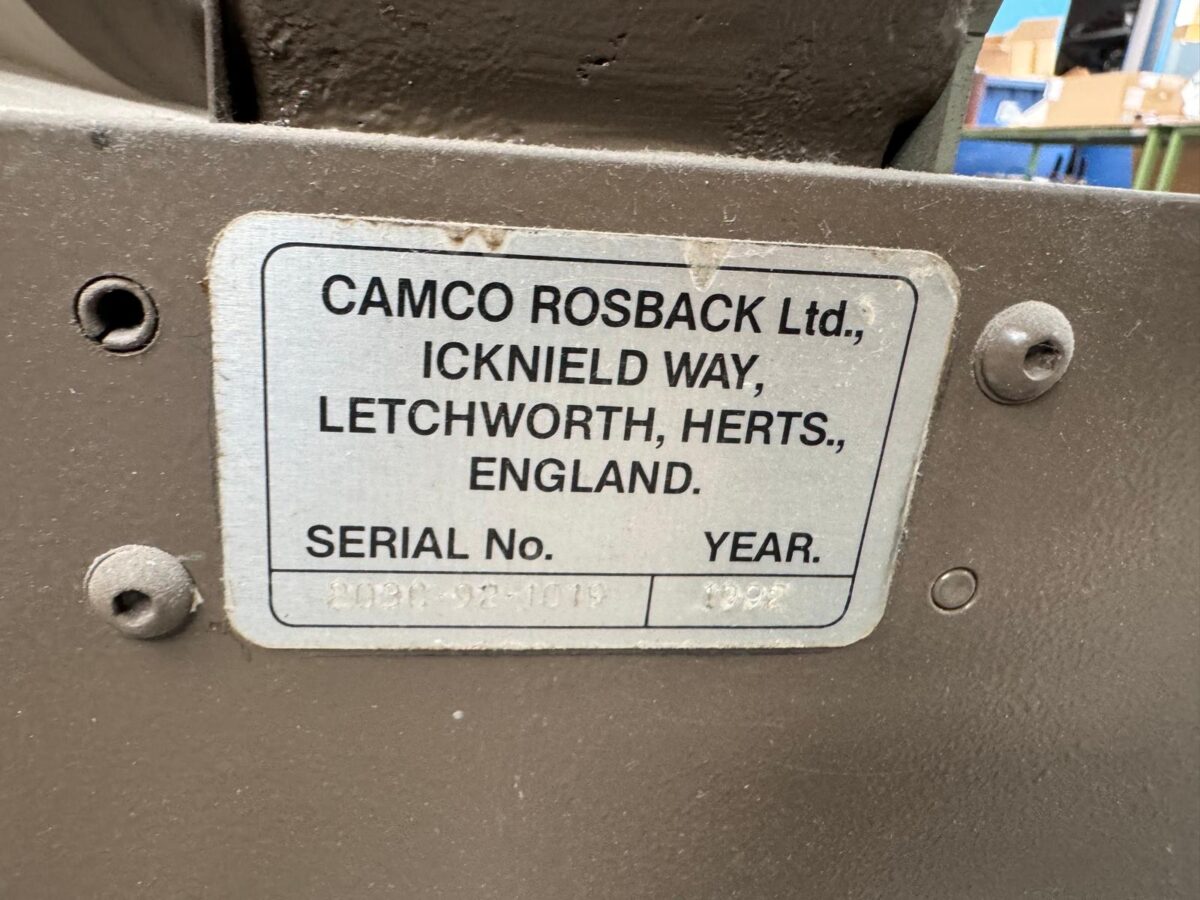 CAMCO ROSBACK Ltd.,
ICKNIELD WAY,
LETCHWORTH, HERTS.,
ENGLAND.
SERIAL No. YEAR.
1992